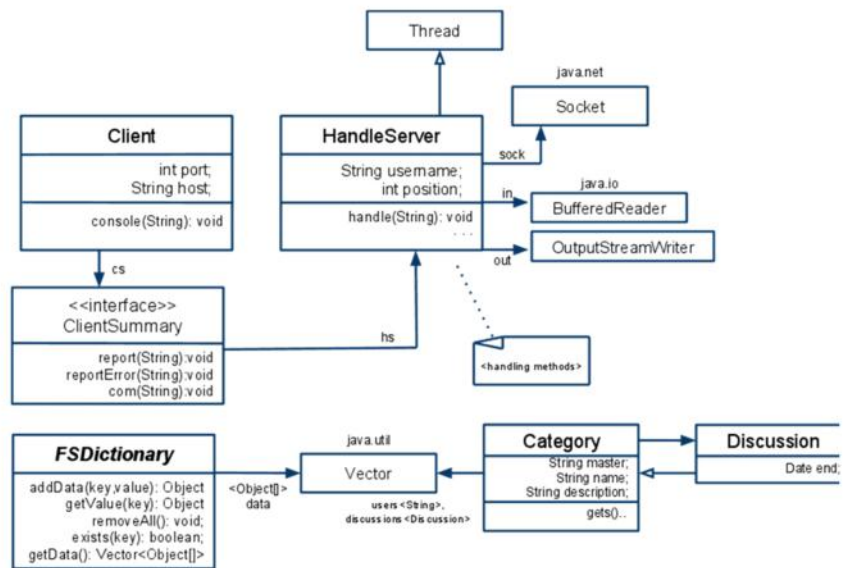 Thread
java.net
Socket
Client
int port;
String host;
console(String): void
HandleServer
String username;
int position;
handle(String): void
. . .
sock
java.io
in
BufferedReader
OutputStreamWriter
out
cs
<<interface>>
ClientSummary
report(String):void
reportError(String):void
com(String):void
hs
<handling methods>
FSDictionary
addData(key,value): Object
getValue(key): Object
removeAll(): void;
exists(key): boolean;
getData(): Vector<Object[]>
<Object[]>
data
java.util
Vector
users<String>,
discussions<Discussion>
Category
String master;
String name;
String description;
gets()..
Discussion
Date end;